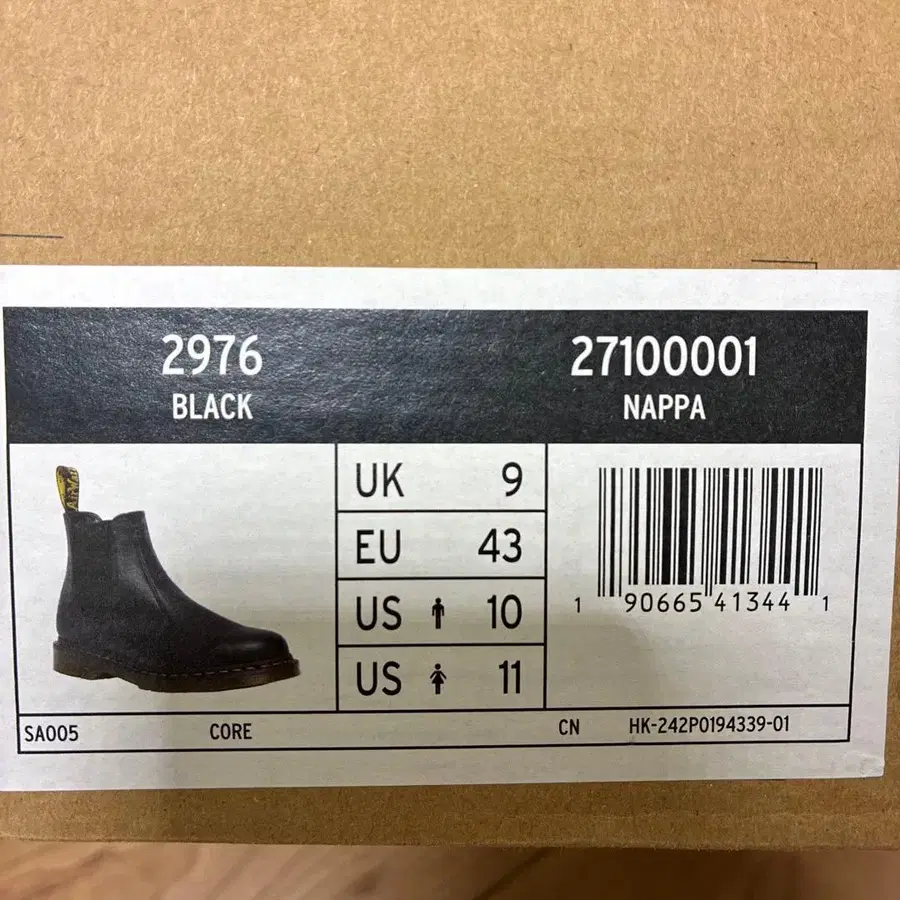 2976
BLACK
27100001
NAPPA
UK 9
EU 43
US 10
US 11
1 90665 41344 1
SA005 CORE CN HK-242P0194339-01